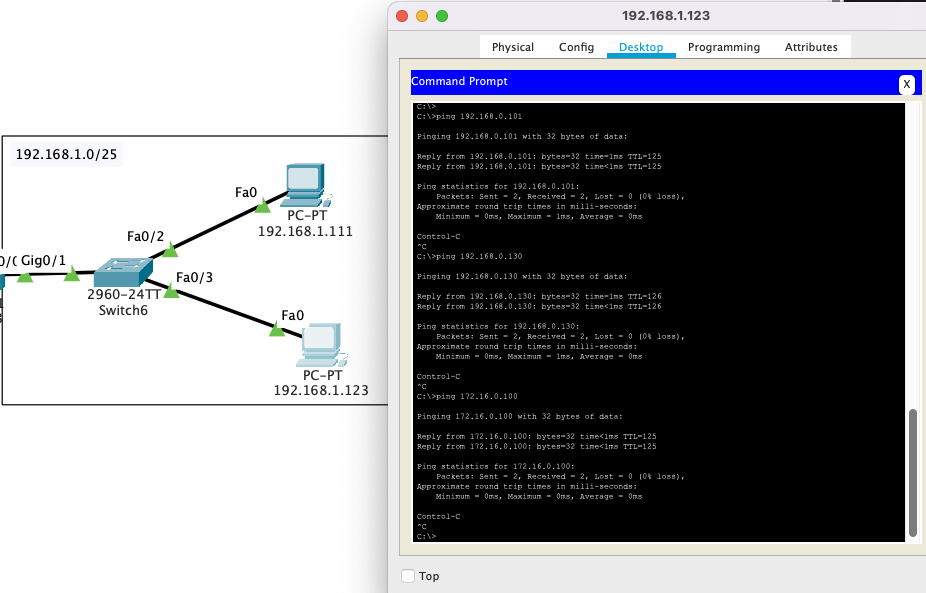 192.168.1.123
Physical Config Desktop Programming Attributes
Command Prompt
X
C:\>
C:\>ping 192.168.0.101
Pinging 192.168.0.101 with 32 bytes of data:
Reply from 192.168.0.101: bytes=32 time=1ms TTL=125
Reply from 192.168.0.101: bytes=32 time<1ms TTL=125
Ping statistics for 192.168.0.101:
Packets: Sent = 2, Received = 2, Lost = 0 (0% loss),
Approximate round trip times in milli-seconds:
Minimum = 0ms, Maximum = 1ms, Average = 0ms
Control-C
^C
C:\>ping 192.168.0.130
Pinging 192.168.0.130 with 32 bytes of data:
Reply from 192.168.0.130: bytes=32 time=1ms TTL=126
Reply from 192.168.0.130: bytes=32 time<1ms TTL=126
Ping statistics for 192.168.0.130:
Packets: Sent = 2, Received = 2, Lost = 0 (0% loss),
Approximate round trip times in milli-seconds:
Minimum = 0ms, Maximum = 1ms, Average = 0ms
Control-C
^C
C:\>ping 172.16.0.100
Pinging 172.16.0.100 with 32 bytes of data:
Reply from 172.16.0.100: bytes=32 time<1ms TTL=125
Reply from 172.16.0.100: bytes=32 time<1ms TTL=125
Ping statistics for 172.16.0.100:
Packets: Sent = 2, Received = 2, Lost = 0 (0% loss),
Approximate round trip times in milli-seconds:
Minimum = 0ms, Maximum = 0ms, Average = 0ms
Control-C
^C
C:\>
Top
192.168.1.0/25
Fa0
PC-PT
192.168.1.111
Fa0/2
Gig0/1
Fa0/3
2960-24TT
Switch6
Fa0
PC-PT
192.168.1.123